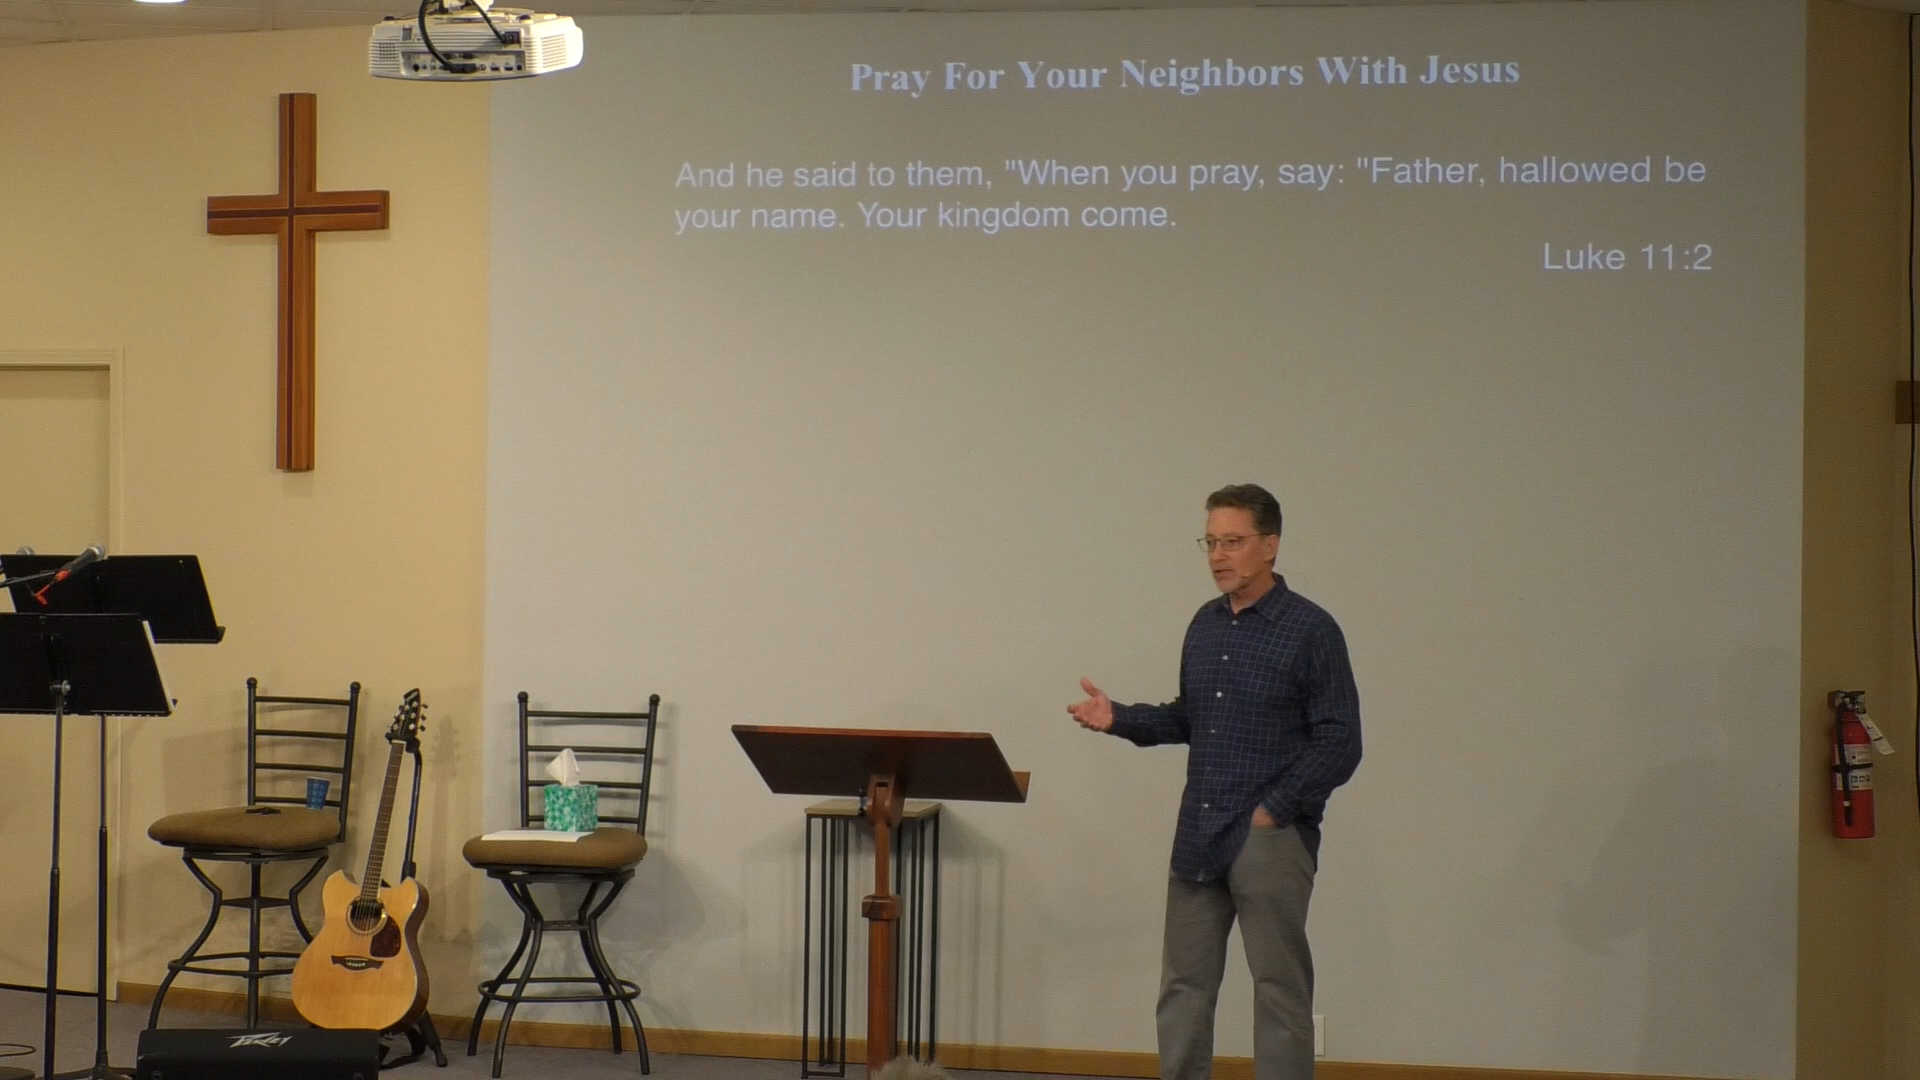 Pray For Your Neighbors With Jesus
And he said to them, "When you pray, say: "Father, hallowed be
your name. Your kingdom come.
Luke 11:2
PEAVEY